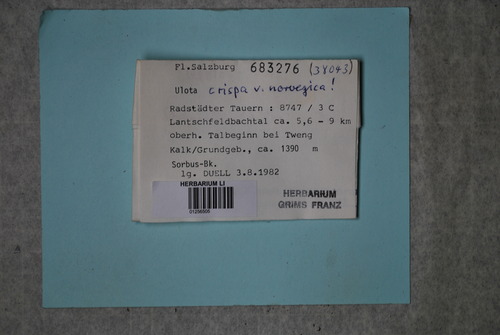 Fl.Salzburg 683276 (38043)
Ulota crispa v. norvegica!
Radstädter Tauern : 8747 / 3 C
Lantschfeldbachtal ca. 5,6 - 9 km
oberh. Talbeginn bei Tweng
Kalk/Grundgeb., ca. 1390 m
Sorbus-Bk.
lg. DUELL 3.8.1982
HERBARIUM LI
01256906
HERBARIUM
GRIMS FRANZ